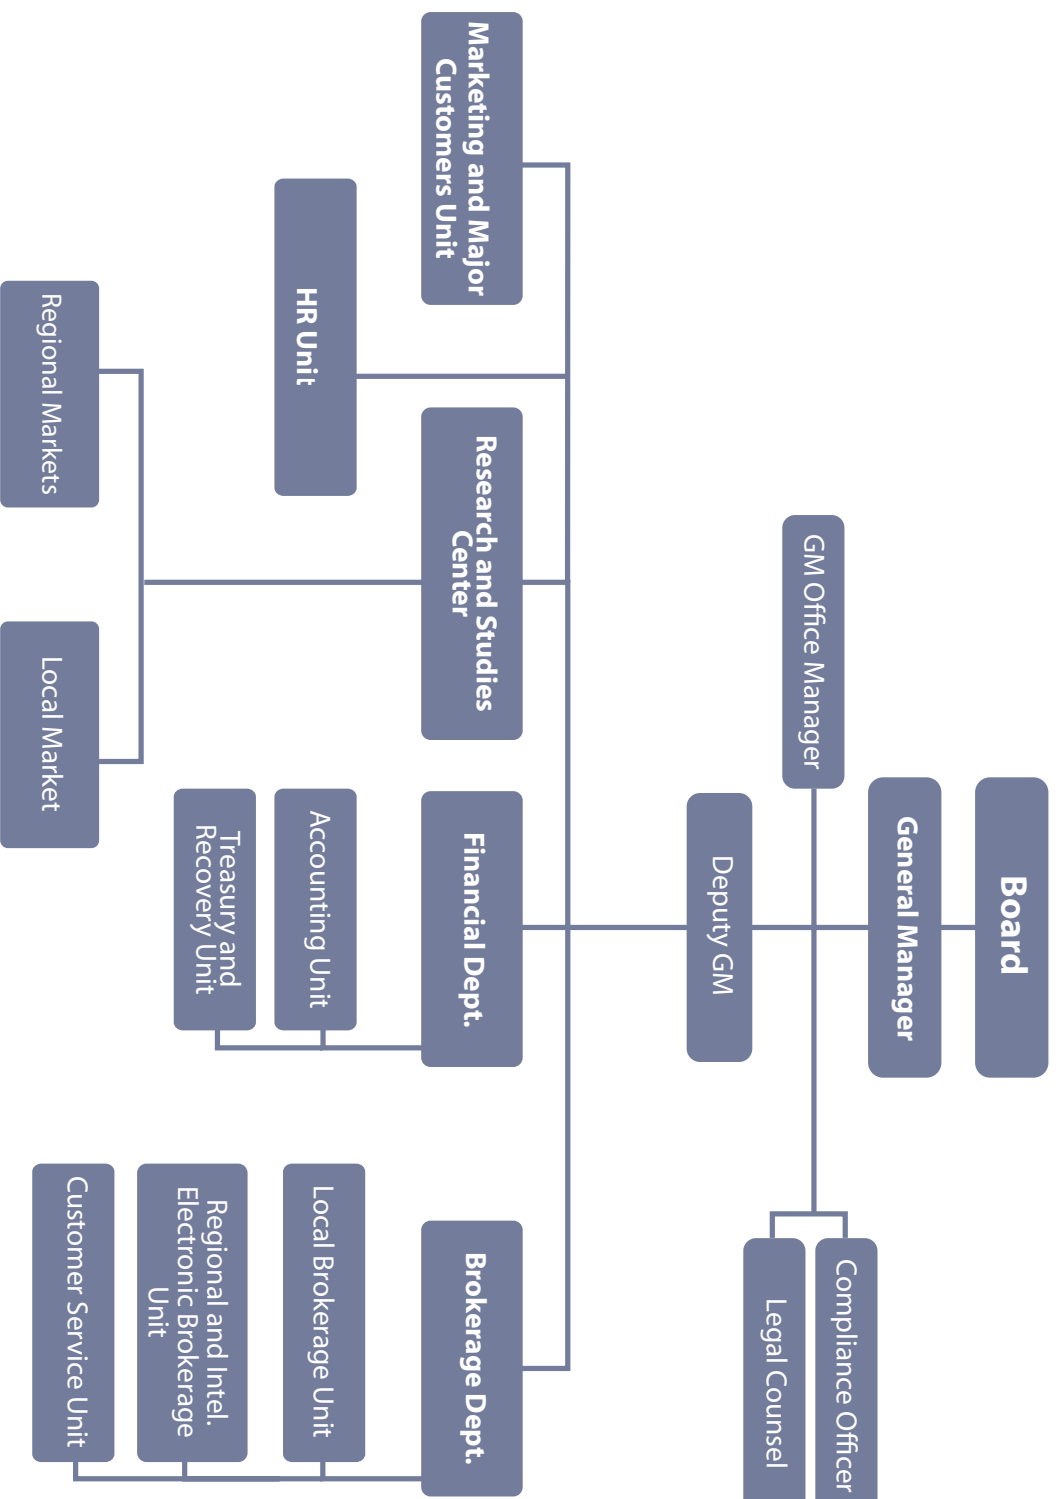 Board
General Manager
GM Office Manager
Compliance Officer
Legal Counsel
Deputy GM
Marketing and Major
Customers Unit
HR Unit
Research and Studies
Center
Regional Markets
Local Market
Financial Dept.
Accounting Unit
Treasury and
Recovery Unit
Brokerage Dept.
Local Brokerage Unit
Regional and Intel.
Electronic Brokerage
Unit
Customer Service Unit